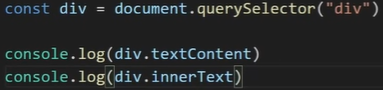 const div = document.querySelector("div")
console.log(div.textContent)
console.log(div.innerText)